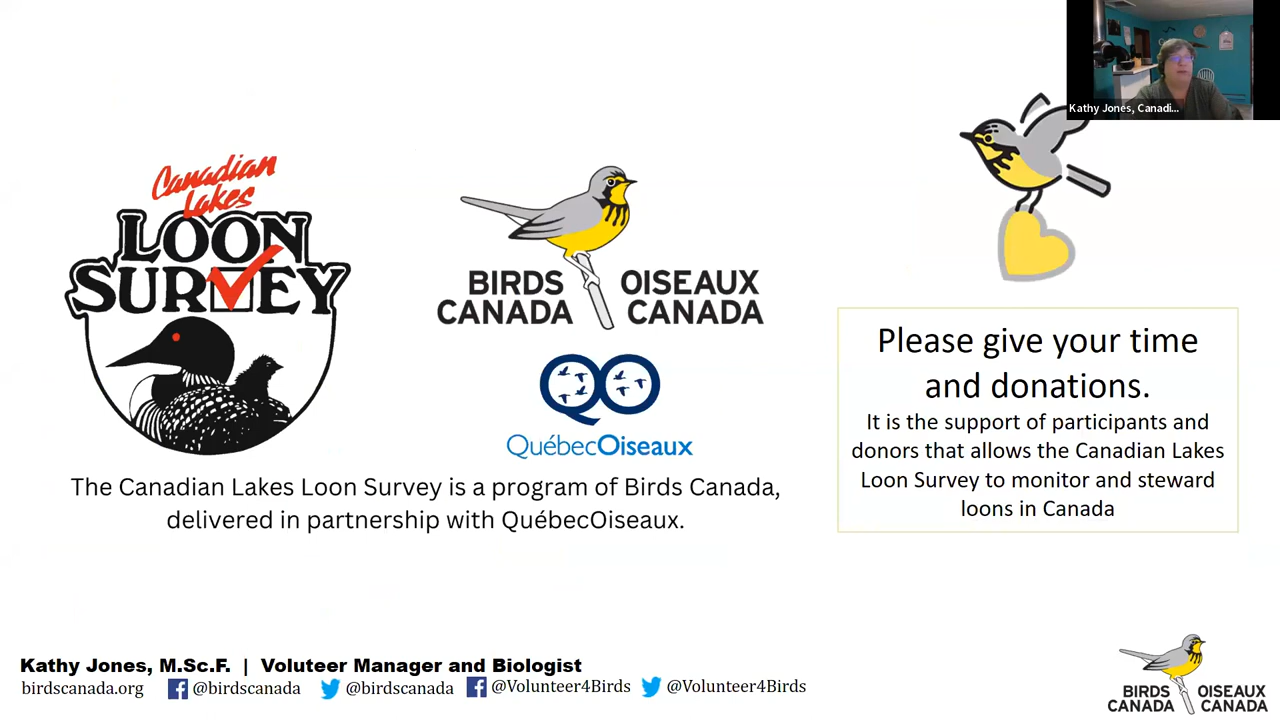 Kathy Jones, Canadi...
Canadian
Lakes
LOON
SURVEY
BIRDS CANADA
OISEAUX CANADA
QO
QuébecOiseaux
The Canadian Lakes Loon Survey is a program of Birds Canada,
delivered in partnership with QuébecOiseaux.
Please give your time
and donations.
It is the support of participants and
donors that allows the Canadian Lakes
Loon Survey to monitor and steward
loons in Canada
Kathy Jones, M.Sc.F. | Voluteer Manager and Biologist
birdscanada.org @birdscanada @birdscanada @Volunteer4Birds @Volunteer4Birds
BIRDS CANADA
OISEAUX CANADA